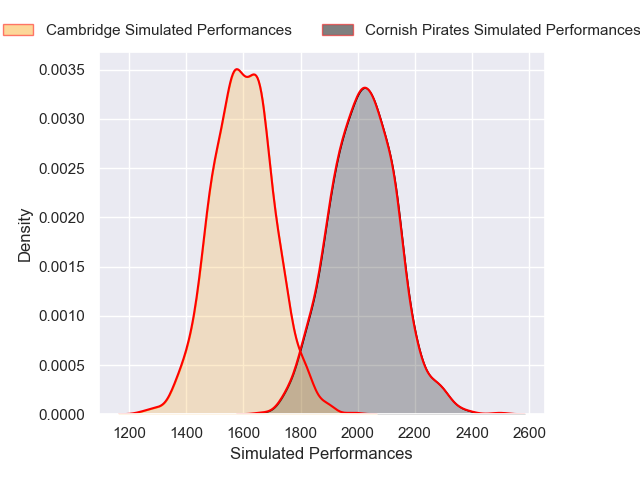 Cambridge Simulated Performances Cornish Pirates Simulated Performances
0.0035
0.0030
0.0025
0.0020
0.0015
0.0010
0.0005
0.0000
Density
1200 1400 1600 1800 2000 2200 2400 2600
Simulated Performances